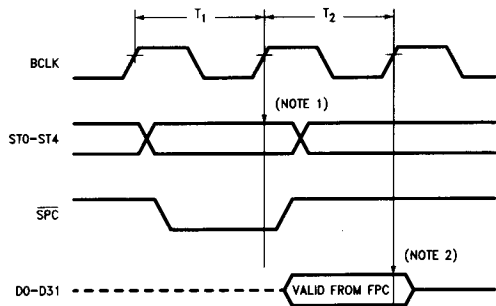 T1
T2
BCLK
(NOTE 1)
ST0-ST4
SPC
(NOTE 2)
D0-D31
VALID FROM FPC